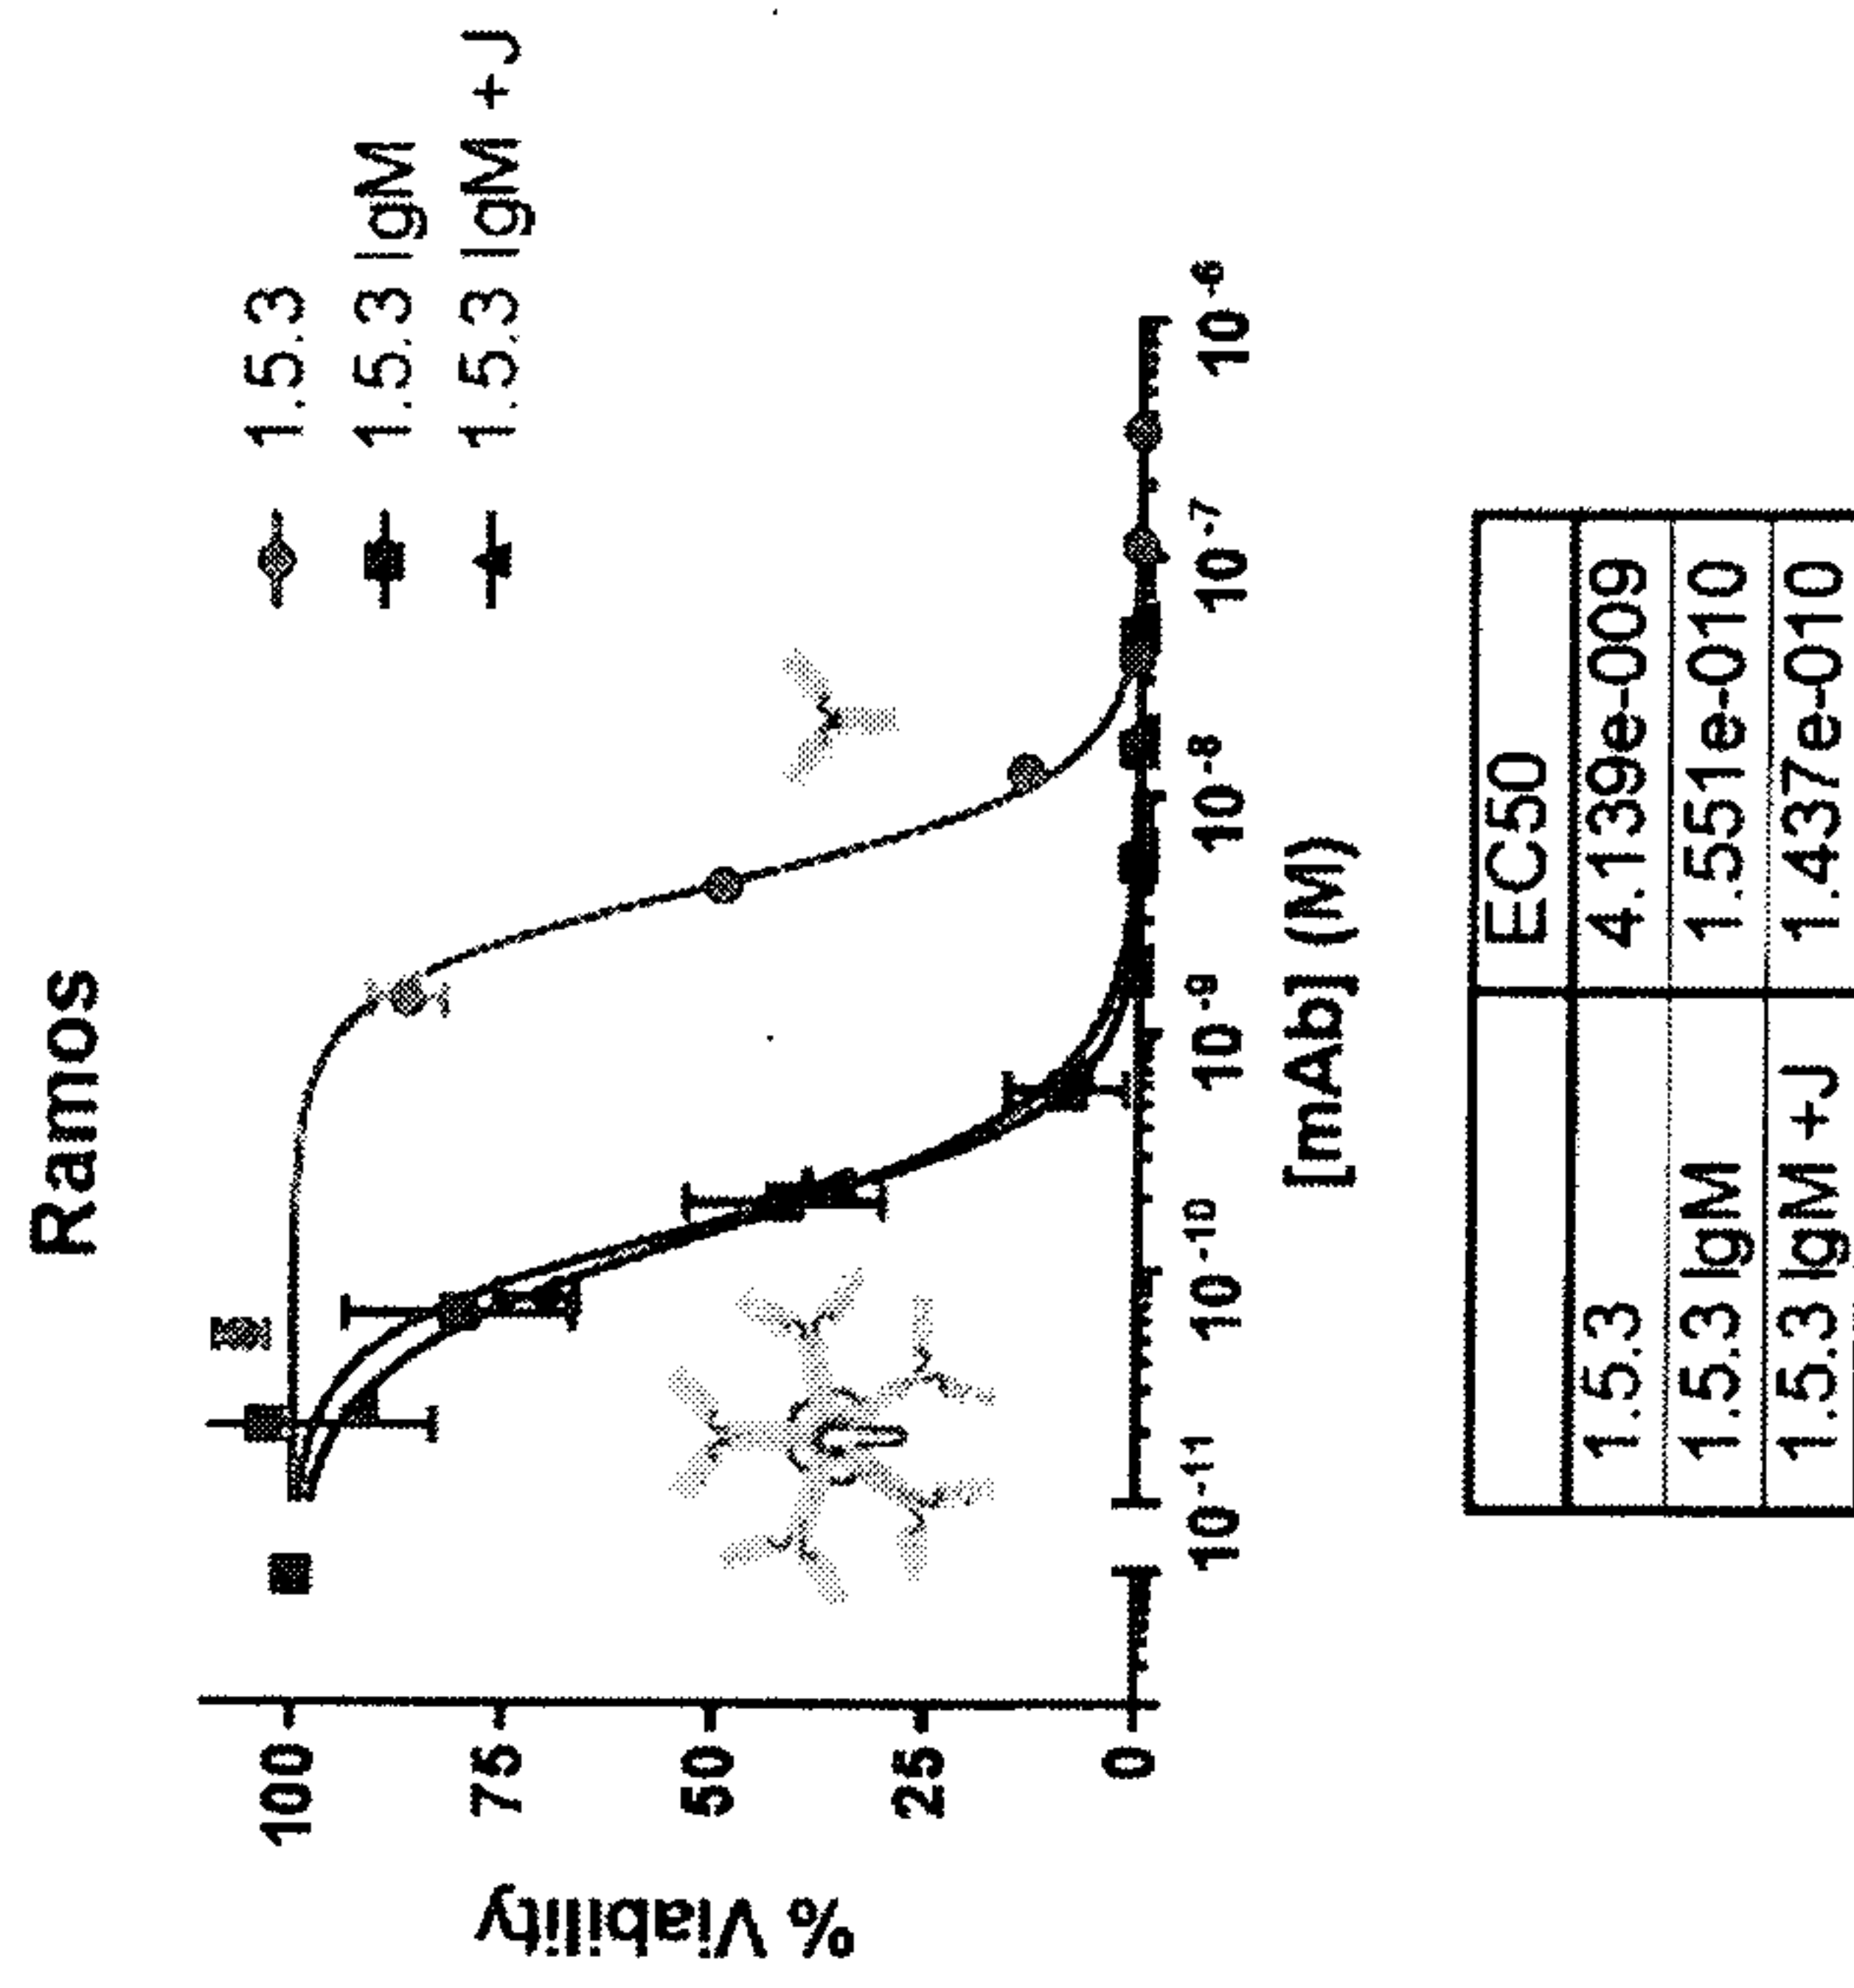 Ramos
1.5.3
1.5.3 IgM
1.5.3 IgM +J
% Viability
100
75
50
25
0
10-11
10-10
10-9
10-8
10-7
10-6
[mAb] (M)
EC50
1.5.3 4.139e-009
1.5.3 IgM 1.551e-010
1.5.3 IgM +J 1.437e-010